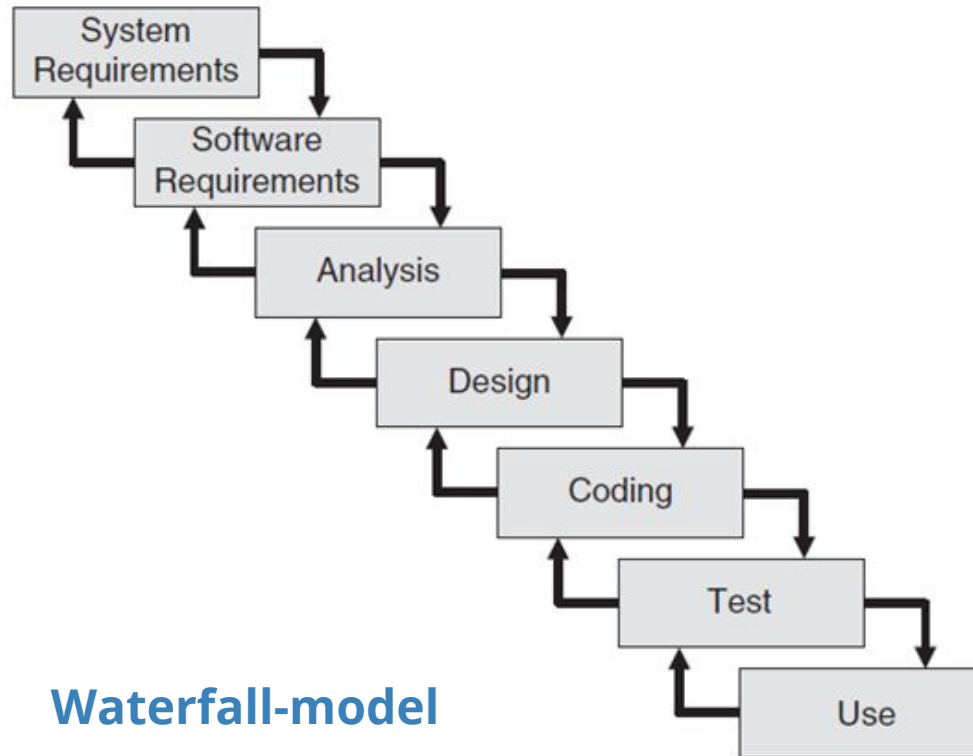 System
Requirements
Software
Requirements
Analysis
Design
Coding
Test
Use
Waterfall-model